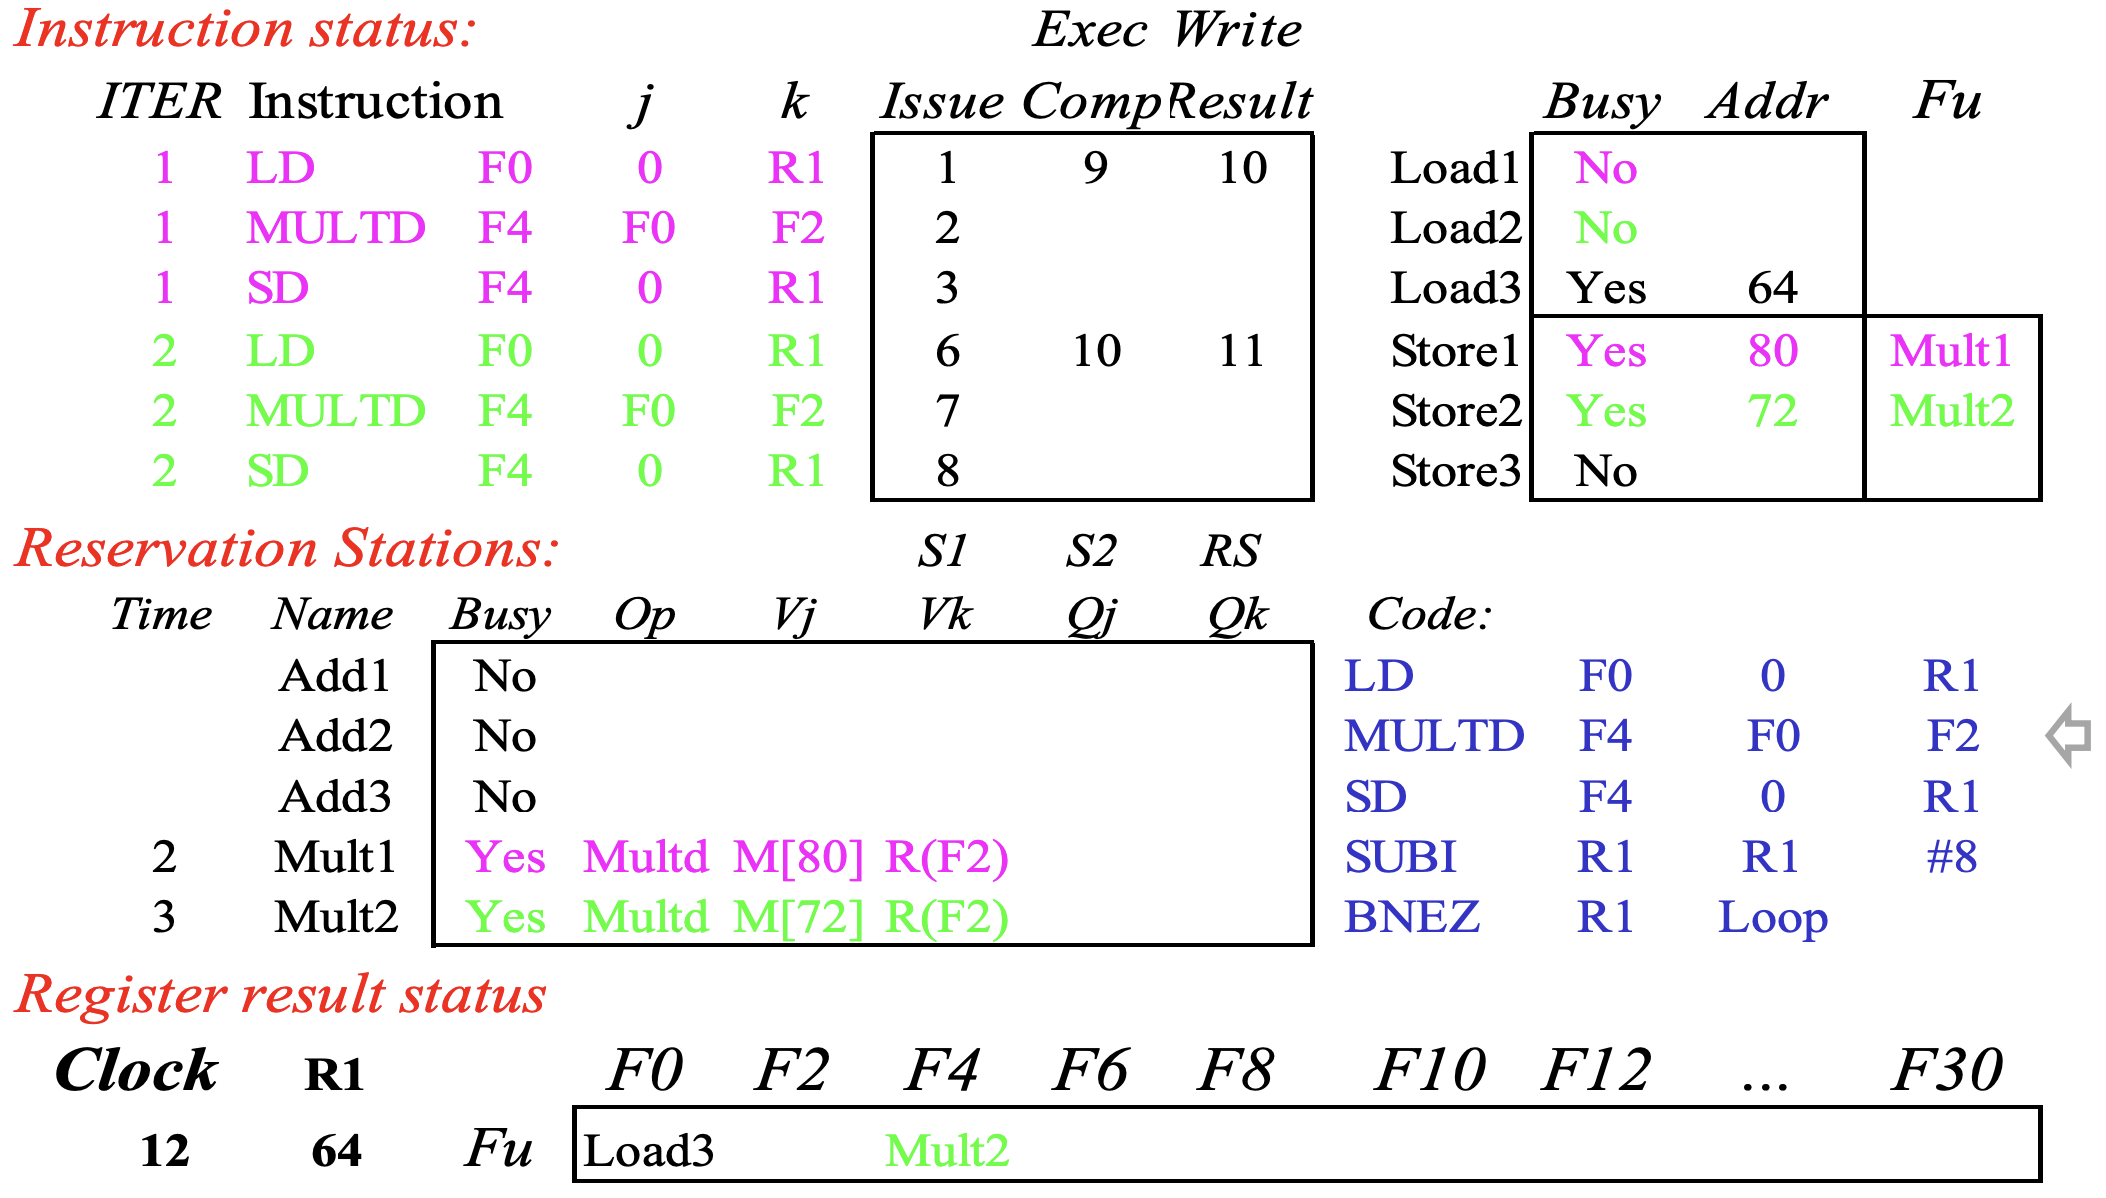 Instruction status: Exec Write
ITER Instruction j k Issue Comp Result Busy Addr Fu
1 LD F0 0 R1 1 9 10 Load1 No
1 MULTD F4 F0 F2 2 Load2 No
1 SD F4 0 R1 3 Load3 Yes 64
2 LD F0 0 R1 6 10 11 Store1 Yes 80 Mult1
2 MULTD F4 F0 F2 7 Store2 Yes 72 Mult2
2 SD F4 0 R1 8 Store3 No
Reservation Stations: S1 S2 RS
Time Name Busy Op Vj Vk Qj Qk Code:
Add1 No LD F0 0 R1
Add2 No MULTD F4 F0 F2
Add3 No SD F4 0 R1
2 Mult1 Yes Multd M[80] R(F2) SUBI R1 R1 #8
3 Mult2 Yes Multd M[72] R(F2) BNEZ R1 Loop
Register result status
Clock R1 F0 F2 F4 F6 F8 F10 F12 ... F30
12 64 Fu Load3 Mult2